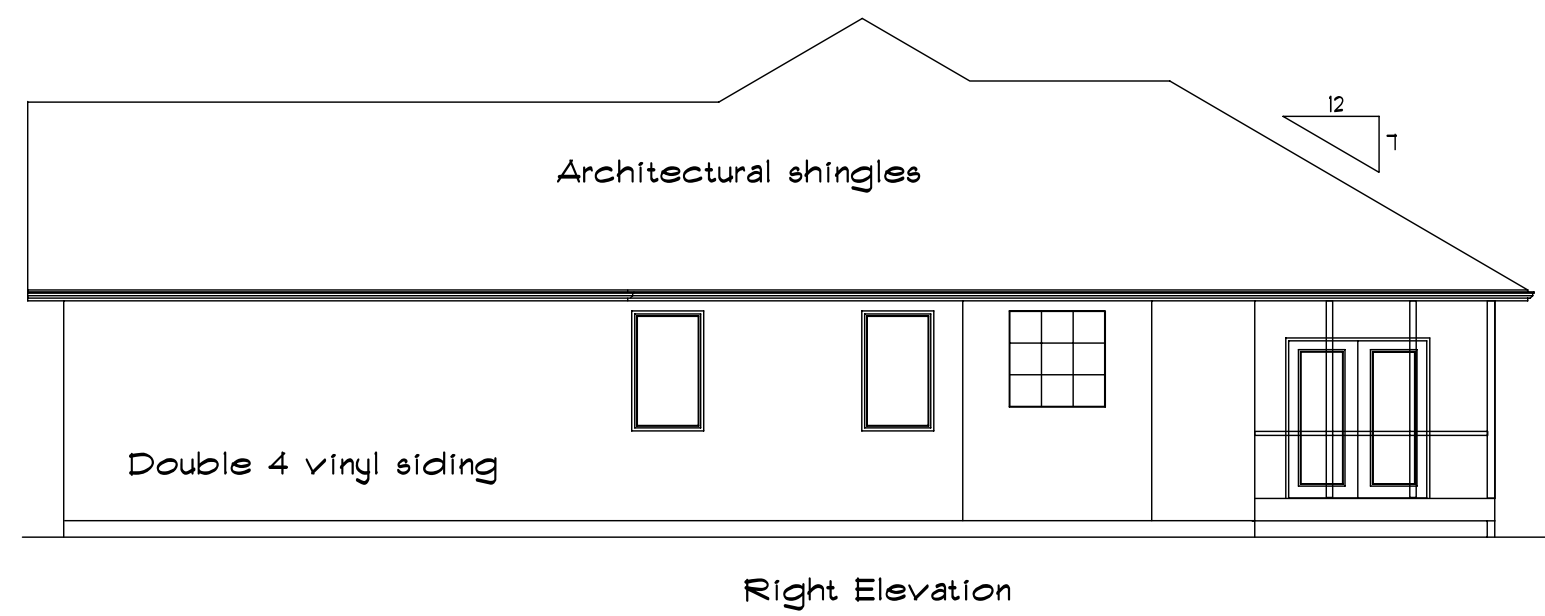 12
7
Architectural shingles
Double 4 vinyl siding
Right Elevation